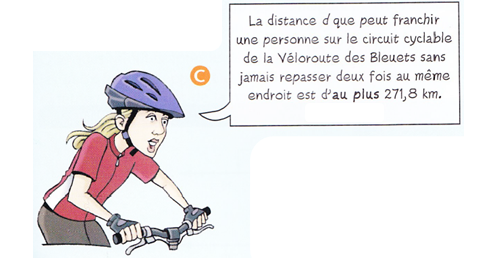 La distance d que peut franchir
une personne sur le circuit cyclable
de la Véloroute des Bleuets sans
jamais repasser deux fois au même
endroit est d'au plus 271,8 km.
C